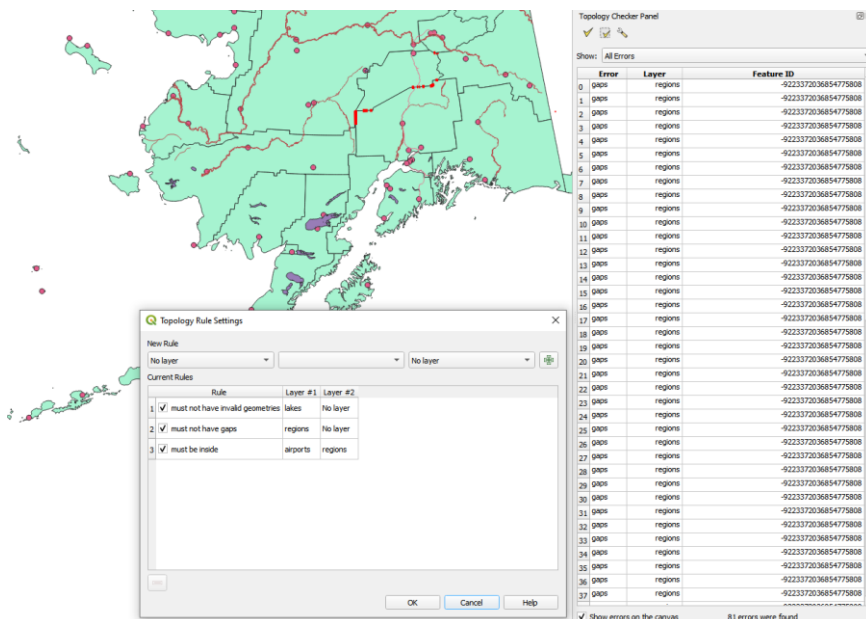 Topology Checker Panel
Show: All Errors
Error Layer Feature ID
0 gaps regions -9223372036854775808
1 gaps regions -9223372036854775808
2 gaps regions -9223372036854775808
3 gaps regions -9223372036854775808
4 gaps regions -9223372036854775808
5 gaps regions -9223372036854775808
6 gaps regions -9223372036854775808
7 gaps regions -9223372036854775808
8 gaps regions -9223372036854775808
9 gaps regions -9223372036854775808
10 gaps regions -9223372036854775808
11 gaps regions -9223372036854775808
12 gaps regions -9223372036854775808
13 gaps regions -9223372036854775808
14 gaps regions -9223372036854775808
15 gaps regions -9223372036854775808
16 gaps regions -9223372036854775808
17 gaps regions -9223372036854775808
18 gaps regions -9223372036854775808
19 gaps regions -9223372036854775808
20 gaps regions -9223372036854775808
21 gaps regions -9223372036854775808
22 gaps regions -9223372036854775808
23 gaps regions -9223372036854775808
24 gaps regions -9223372036854775808
25 gaps regions -9223372036854775808
26 gaps regions -9223372036854775808
27 gaps regions -9223372036854775808
28 gaps regions -9223372036854775808
29 gaps regions -9223372036854775808
30 gaps regions -9223372036854775808
31 gaps regions -9223372036854775808
32 gaps regions -9223372036854775808
33 gaps regions -9223372036854775808
34 gaps regions -9223372036854775808
35 gaps regions -9223372036854775808
36 gaps regions -9223372036854775808
37 gaps regions -9223372036854775808
Show errors on the canvas 81 errors were found
Topology Rule Settings
New Rule
No layer No layer
Current Rules
Rule Layer #1 Layer #2
1 must not have invalid geometries lakes No layer
2 must not have gaps regions No layer
3 must be inside airports regions
OK Cancel Help